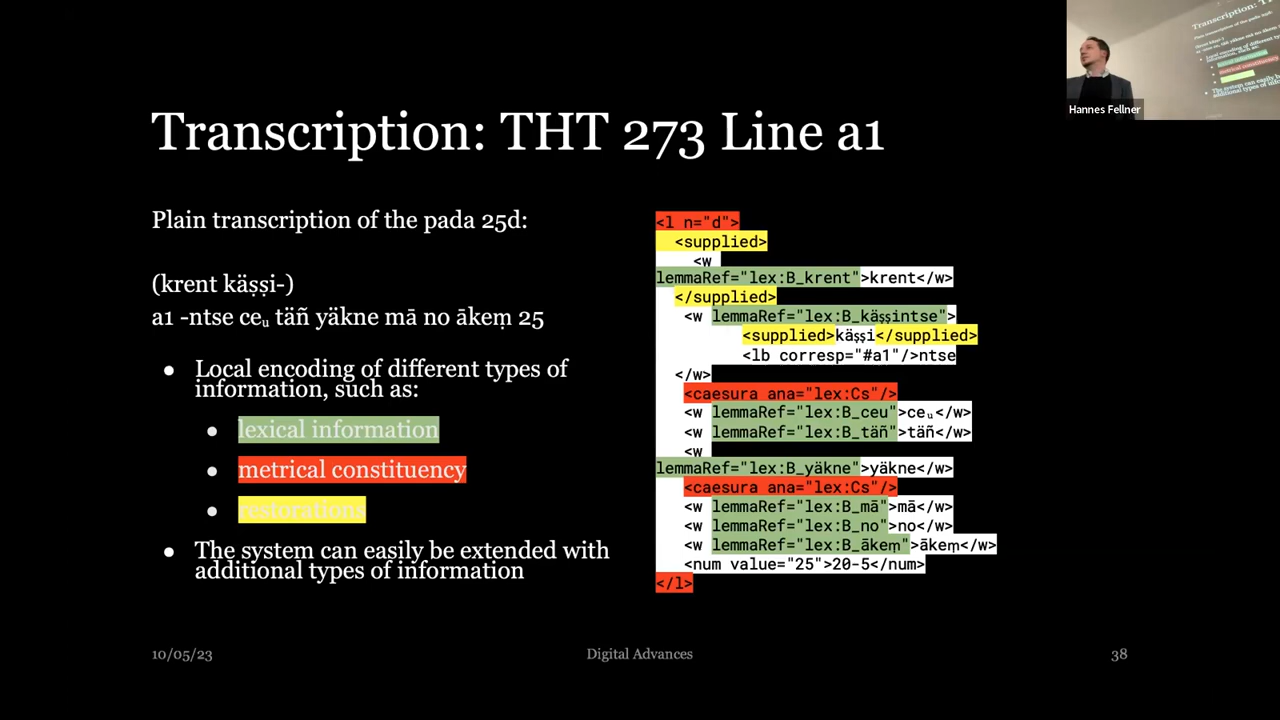 Transcription: THT 273 Line a1
Hannes Fellner
Plain transcription of the pada 25d:
(krent käṣṣi-)
a1 -ntse ceᵤ täñ yäkne mā no ākeṃ 25
● Local encoding of different types of
information, such as:
● lexical information
● metrical constituency
● restorations
● The system can easily be extended with
additional types of information
<l n="d">
<supplied>
<w
lemmaRef="lex:B_krent">krent</w>
</supplied>
<w lemmaRef="lex:B_käṣṣintse">
<supplied>käṣṣi</supplied>
<lb corresp="#a1"/>ntse
</w>
<caesura ana="lex:Cs"/>
<w lemmaRef="lex:B_ceu">ceᵤ</w>
<w lemmaRef="lex:B_täñ">täñ</w>
<w
lemmaRef="lex:B_yäkne">yäkne</w>
<caesura ana="lex:Cs"/>
<w lemmaRef="lex:B_mā">mā</w>
<w lemmaRef="lex:B_no">no</w>
<w lemmaRef="lex:B_ākeṃ">ākeṃ</w>
<num value="25">20-5</num>
</l>
10/05/23
Digital Advances
38